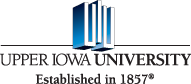 UPPER IOWA UNIVERSITY
Established in 1857®